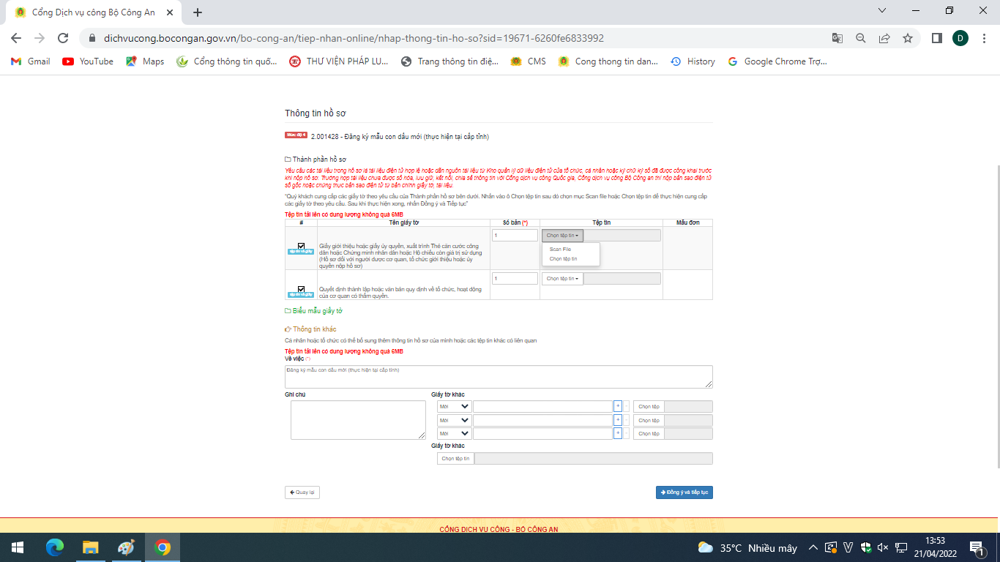 Cổng Dịch vụ công Bộ Công An
dichvucong.bocongan.gov.vn/bo-cong-an/tiep-nhan-online/nhap-thong-tin-ho-so?sid=19671-6260fe6833992
D
Gmail YouTube Maps Cổng thông tin quố... THƯ VIỆN PHÁP LU... Trang thông tin điệ... CMS Cong thong tin dan... History Google Chrome Trợ...
Thông tin hồ sơ
Mức độ 4 2.001428 - Đăng ký mẫu con dấu mới (thực hiện tại cấp tỉnh)
Thành phần hồ sơ
Yêu cầu các tài liệu trong hồ sơ là tài liệu điện tử hợp lệ hoặc dẫn nguồn tài liệu từ Kho quản lý dữ liệu điện tử của tổ chức, cá nhân hoặc ký chữ ký số đã được công khai trước
khi nộp hồ sơ. Trường hợp tài liệu chưa được số hóa, lưu giữ, kết nối, chia sẻ thông tin với Cổng dịch vụ công Quốc gia, Cổng dịch vụ công Bộ Công an thì nộp bản sao điện tử
có gốc hoặc chứng thực bản sao điện tử từ bản chính giấy tờ, tài liệu.
"Quý khách cung cấp các giấy tờ theo yêu cầu của Thành phần hồ sơ bên dưới. Nhấn vào ô Chọn tệp tin sau đó chọn mục Scan file hoặc Chọn tệp tin để thực hiện cung cấp
các giấy tờ theo yêu cầu. Sau khi thực hiện xong, nhấn Đồng ý và Tiếp tục"
Tệp tin tải lên có dung lượng không quá 6MB
# Tên giấy tờ Số bản (*) Tệp tin Mẫu đơn
1 Chọn tệp tin
Giấy giới thiệu hoặc giấy ủy quyền, xuất trình Thẻ căn cước công
dân hoặc Chứng minh nhân dân hoặc Hộ chiếu còn giá trị sử dụng
(Hồ sơ đối với người được cơ quan, tổ chức giới thiệu hoặc ủy
quyền nộp hồ sơ)
Scan File
Chọn tệp tin
1 Chọn tệp tin
Quyết định thành lập hoặc văn bản quy định về tổ chức, hoạt động
của cơ quan có thẩm quyền.
Biểu mẫu giấy tờ
Thông tin khác
Cá nhân hoặc tổ chức có thể bổ sung thêm thông tin hồ sơ của mình hoặc các tệp tin khác có liên quan
Tệp tin tải lên có dung lượng không quá 6MB
Về việc (*)
Đăng ký mẫu con dấu mới (thực hiện tại cấp tỉnh)
Ghi chú Giấy tờ khác
Mới + - Chọn tệp
Mới + - Chọn tệp
Mới + - Chọn tệp
Giấy tờ khác
Chọn tệp tin
Quay lại Đồng ý và tiếp tục
CỔNG DỊCH VỤ CÔNG - BỘ CÔNG AN
35°C Nhiều mây
13:53
21/04/2022
1